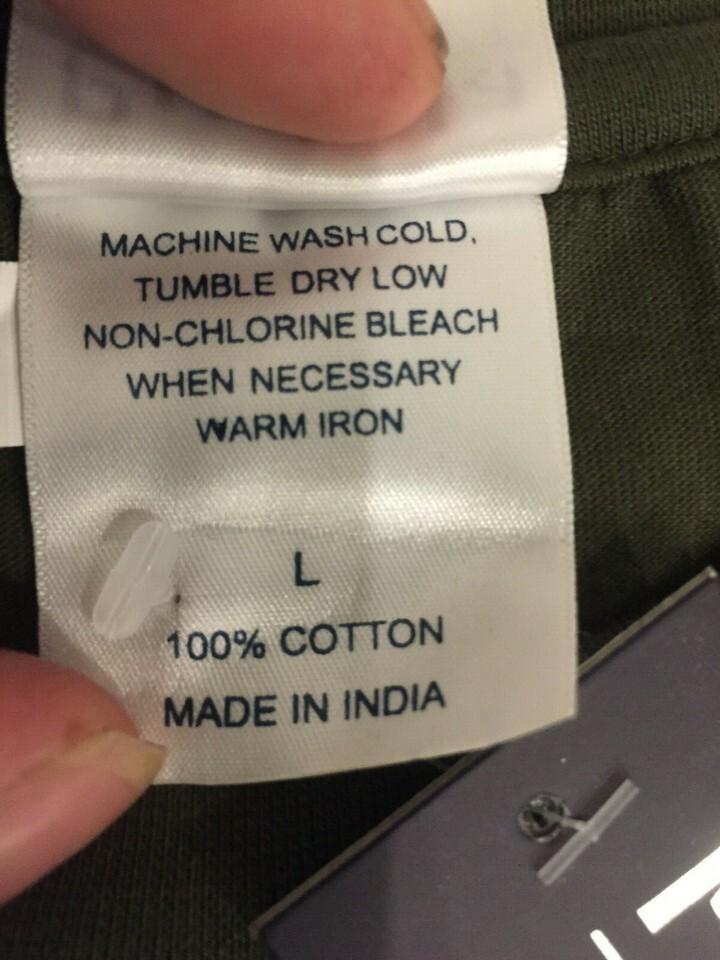 MACHINE WASH COLD,
TUMBLE DRY LOW
NON-CHLORINE BLEACH
WHEN NECESSARY
WARM IRON
L
100% COTTON
MADE IN INDIA